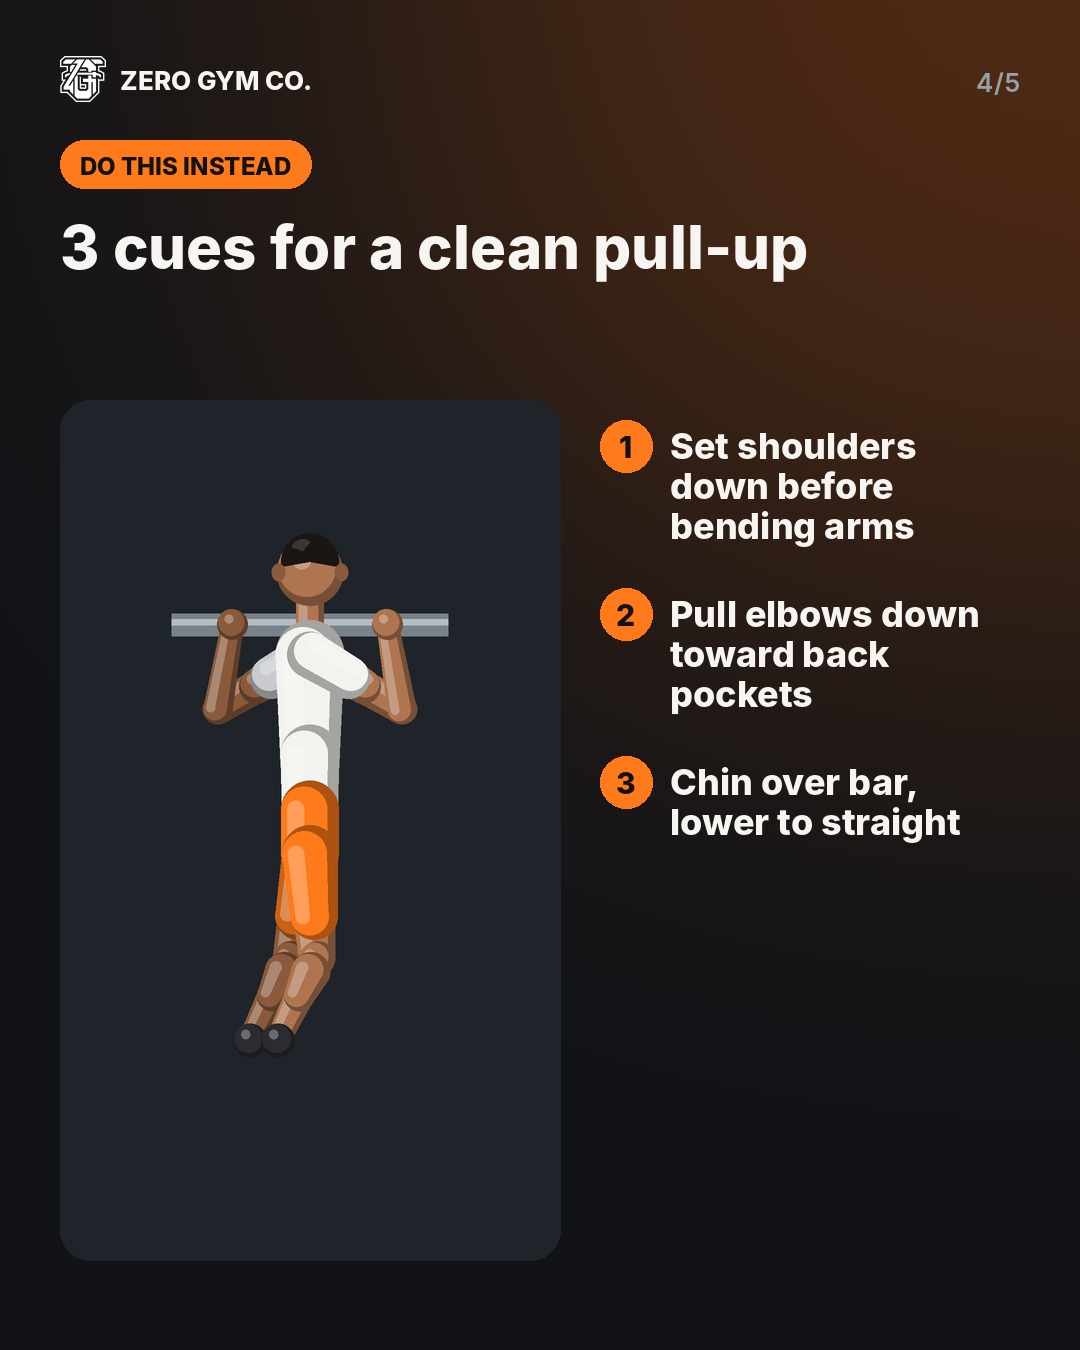 ZERO GYM CO.
4/5
DO THIS INSTEAD
3 cues for a clean pull-up
1 Set shoulders
down before
bending arms
2 Pull elbows down
toward back
pockets
3 Chin over bar,
lower to straight